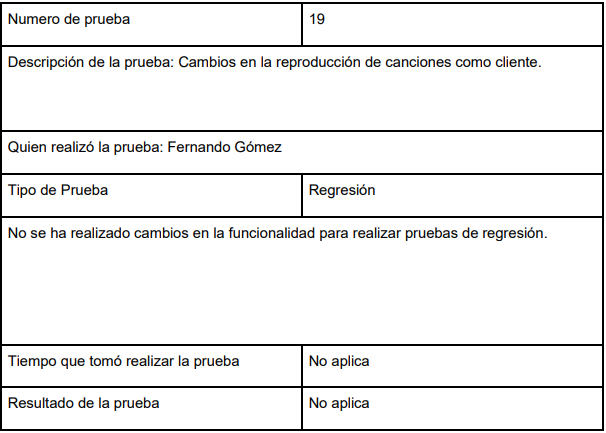 Numero de prueba 19
Descripción de la prueba: Cambios en la reproducción de canciones como cliente.
Quien realizó la prueba: Fernando Gómez
Tipo de Prueba Regresión
No se ha realizado cambios en la funcionalidad para realizar pruebas de regresión.
Tiempo que tomó realizar la prueba No aplica
Resultado de la prueba No aplica